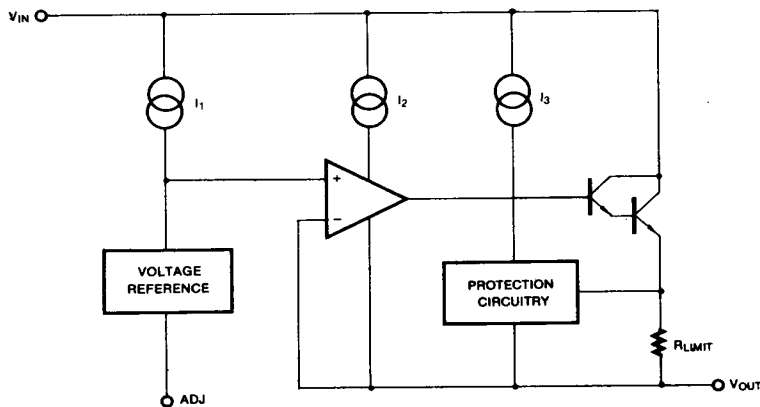 VIN
I1
I2
I3
+
−
VOLTAGE
REFERENCE
PROTECTION
CIRCUITRY
RLIMIT
VOUT
ADJ